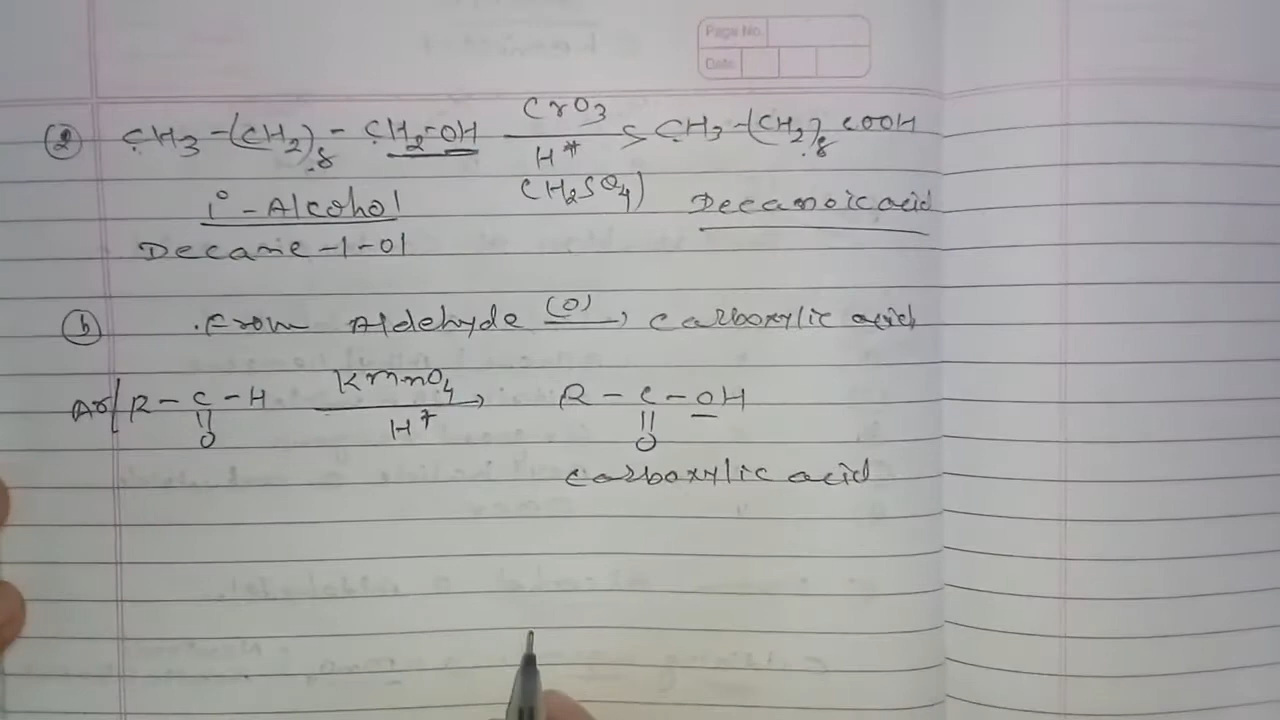 Page No.
Date
② CH3-(CH2)8-CH2-OH CrO3 / H+ (H2SO4) → CH3-(CH2)8 COOH
1°-Alcohol Decanoic acid
Decane-1-ol
ⓑ From Aldehyde (O) → carboxylic acid
Ar/R-C-H KMnO4 / H+ → R-C-OH
O O
carboxylic acid